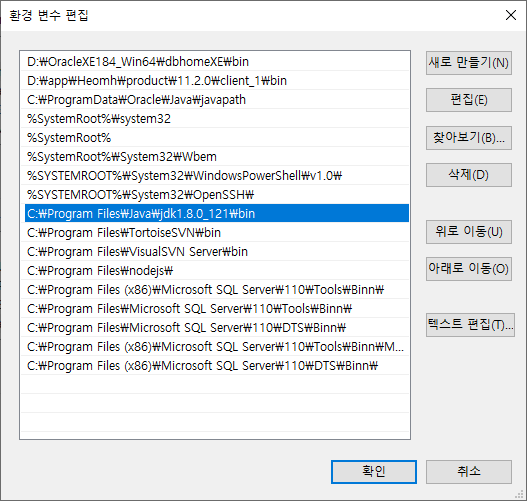 환경 변수 편집
D:₩OracleXE184_Win64₩dbhomeXE₩bin
D:₩app₩Heomh₩product₩11.2.0₩client_1₩bin
C:₩ProgramData₩Oracle₩Java₩javapath
%SystemRoot%₩system32
%SystemRoot%
%SystemRoot%₩System32₩Wbem
%SYSTEMROOT%₩System32₩WindowsPowerShell₩v1.0₩
%SYSTEMROOT%₩System32₩OpenSSH₩
C:₩Program Files₩Java₩jdk1.8.0_121₩bin
C:₩Program Files₩TortoiseSVN₩bin
C:₩Program Files₩VisualSVN Server₩bin
C:₩Program Files₩nodejs₩
C:₩Program Files (x86)₩Microsoft SQL Server₩110₩Tools₩Binn₩
C:₩Program Files₩Microsoft SQL Server₩110₩Tools₩Binn₩
C:₩Program Files₩Microsoft SQL Server₩110₩DTS₩Binn₩
C:₩Program Files (x86)₩Microsoft SQL Server₩110₩Tools₩Binn₩M...
C:₩Program Files (x86)₩Microsoft SQL Server₩110₩DTS₩Binn₩
새로 만들기(N)
편집(E)
찾아보기(B)...
삭제(D)
위로 이동(U)
아래로 이동(O)
텍스트 편집(T)...
확인
취소